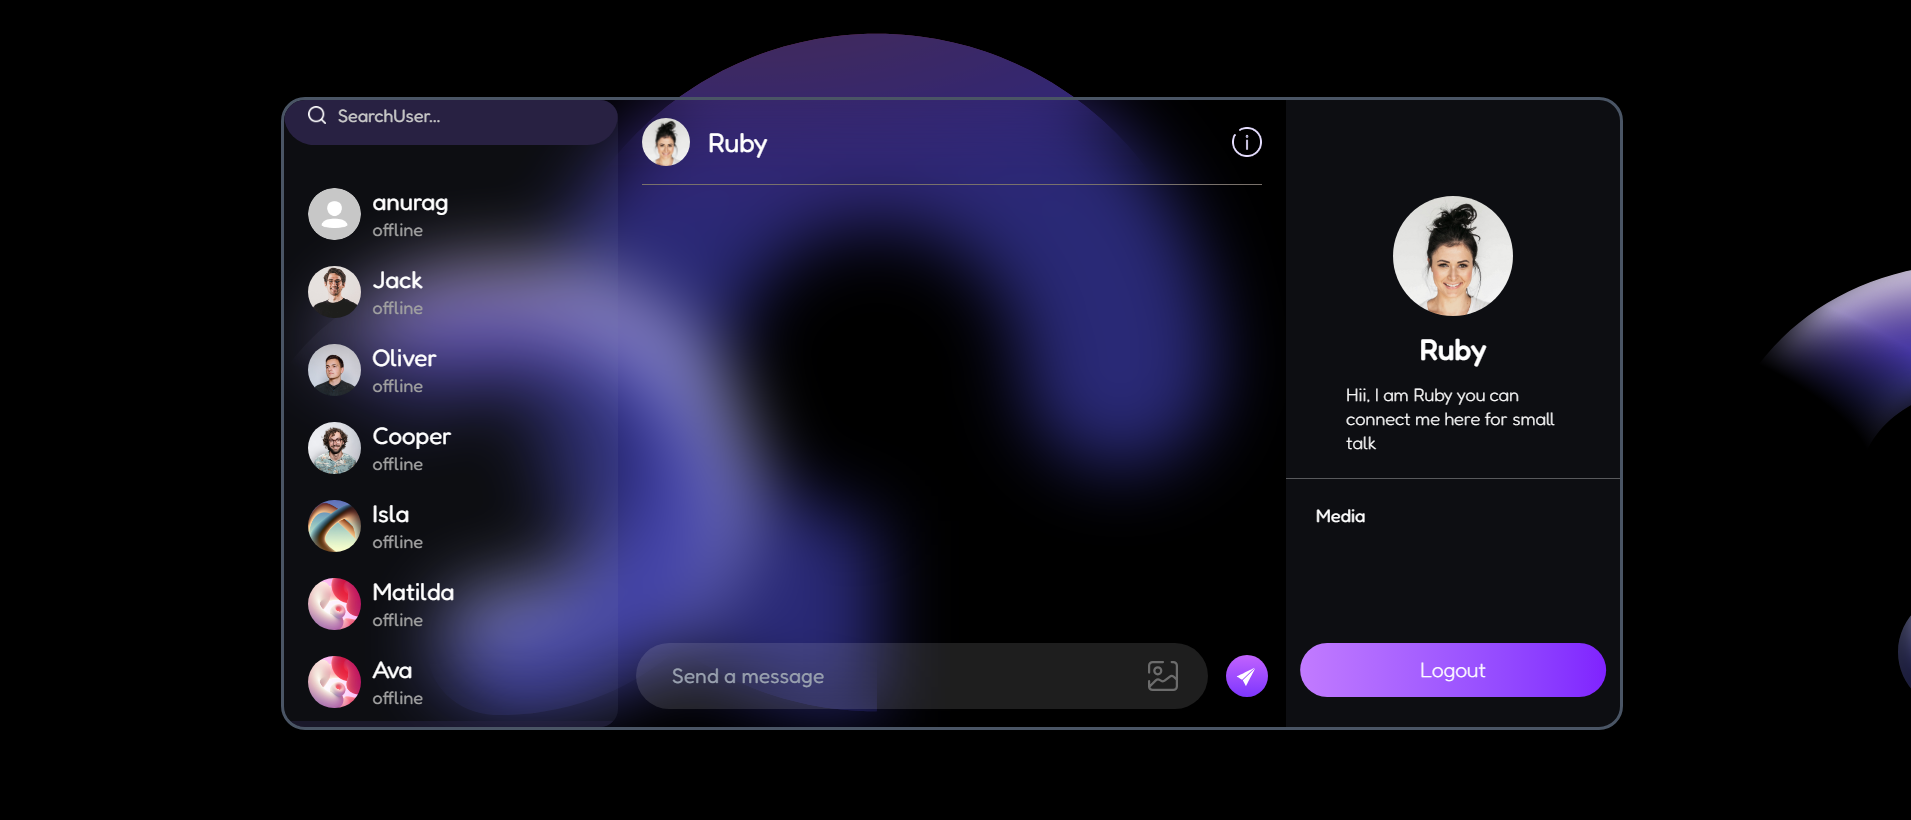 SearchUser...
anurag
offline
Jack
offline
Oliver
offline
Cooper
offline
Isla
offline
Matilda
offline
Ava
offline
Ruby
Send a message
Ruby
Hii, I am Ruby you can
connect me here for small
talk
Media
Logout